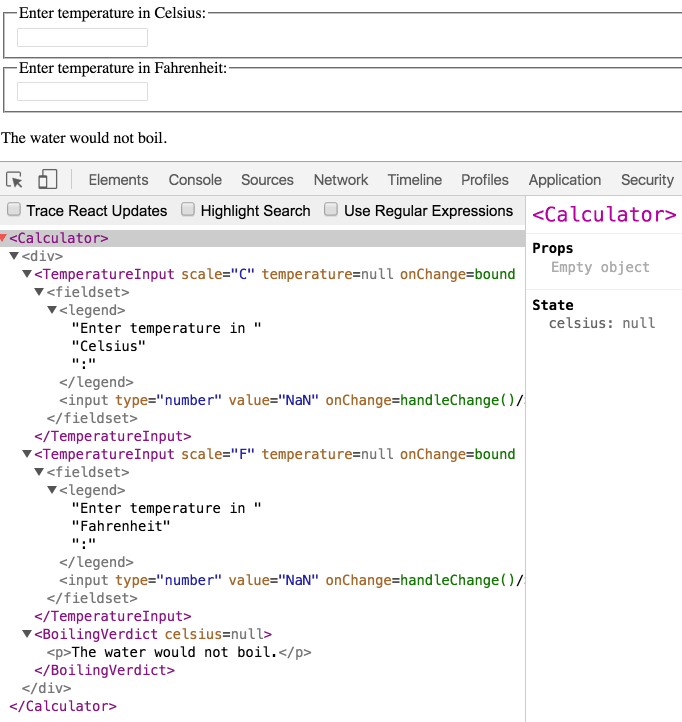 Enter temperature in Celsius:
Enter temperature in Fahrenheit:
The water would not boil.
Elements Console Sources Network Timeline Profiles Application Security
Trace React Updates Highlight Search Use Regular Expressions
<Calculator>
<div>
<TemperatureInput scale="C" temperature=null onChange=bound
<fieldset>
<legend>
"Enter temperature in "
"Celsius"
":"
</legend>
<input type="number" value="NaN" onChange=handleChange()/
</fieldset>
</TemperatureInput>
<TemperatureInput scale="F" temperature=null onChange=bound
<fieldset>
<legend>
"Enter temperature in "
"Fahrenheit"
":"
</legend>
<input type="number" value="NaN" onChange=handleChange()/
</fieldset>
</TemperatureInput>
<BoilingVerdict celsius=null>
<p>The water would not boil.</p>
</BoilingVerdict>
</div>
</Calculator>
<Calculator>
Props
Empty object
State
celsius: null